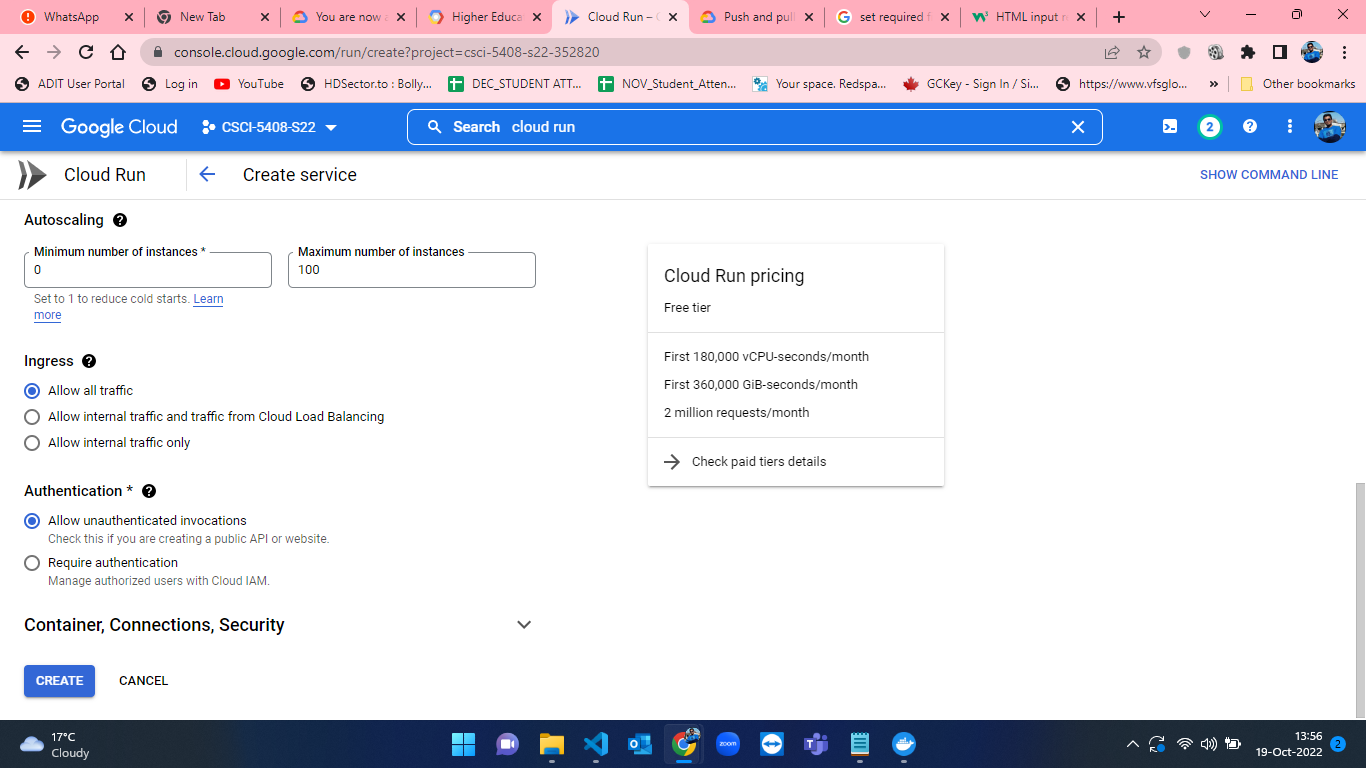 WhatsApp
New Tab
You are now a
Higher Educa
Cloud Run – G
Push and pull
set required f
HTML input re
console.cloud.google.com/run/create?project=csci-5408-s22-352820
ADIT User Portal
Log in
YouTube
HDSector.to : Bolly...
DEC_STUDENT ATT...
NOV_Student_Atten...
Your space. Redspa...
GCKey - Sign In / Si...
https://www.vfsglo...
»
Other bookmarks
Google Cloud
CSCI-5408-S22
Search cloud run
2
Cloud Run
Create service
SHOW COMMAND LINE
Autoscaling
Minimum number of instances *
0
Maximum number of instances
100
Set to 1 to reduce cold starts. Learn
more
Ingress
Allow all traffic
Allow internal traffic and traffic from Cloud Load Balancing
Allow internal traffic only
Authentication *
Allow unauthenticated invocations
Check this if you are creating a public API or website.
Require authentication
Manage authorized users with Cloud IAM.
Container, Connections, Security
CREATE
CANCEL
Cloud Run pricing
Free tier
First 180,000 vCPU-seconds/month
First 360,000 GiB-seconds/month
2 million requests/month
Check paid tiers details
17°C
Cloudy
zoom
13:56
19-Oct-2022
2